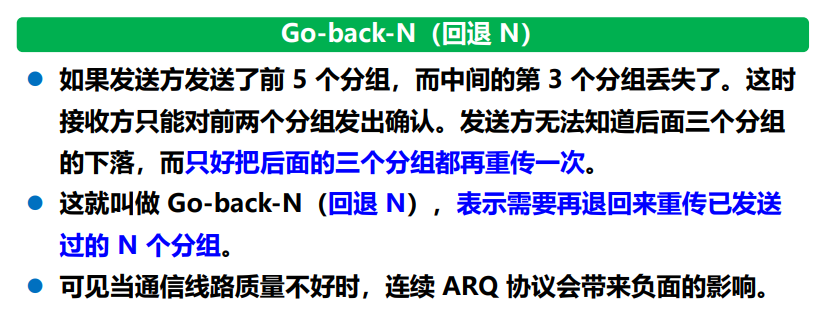 Go-back-N（回退 N）
如果发送方发送了前 5 个分组，而中间的第 3 个分组丢失了。这时
接收方只能对前两个分组发出确认。发送方无法知道后面三个分组
的下落，而只好把后面的三个分组都再重传一次。
这就叫做 Go-back-N（回退 N），表示需要再退回来重传已发送
过的 N 个分组。
可见当通信线路质量不好时，连续 ARQ 协议会带来负面的影响。